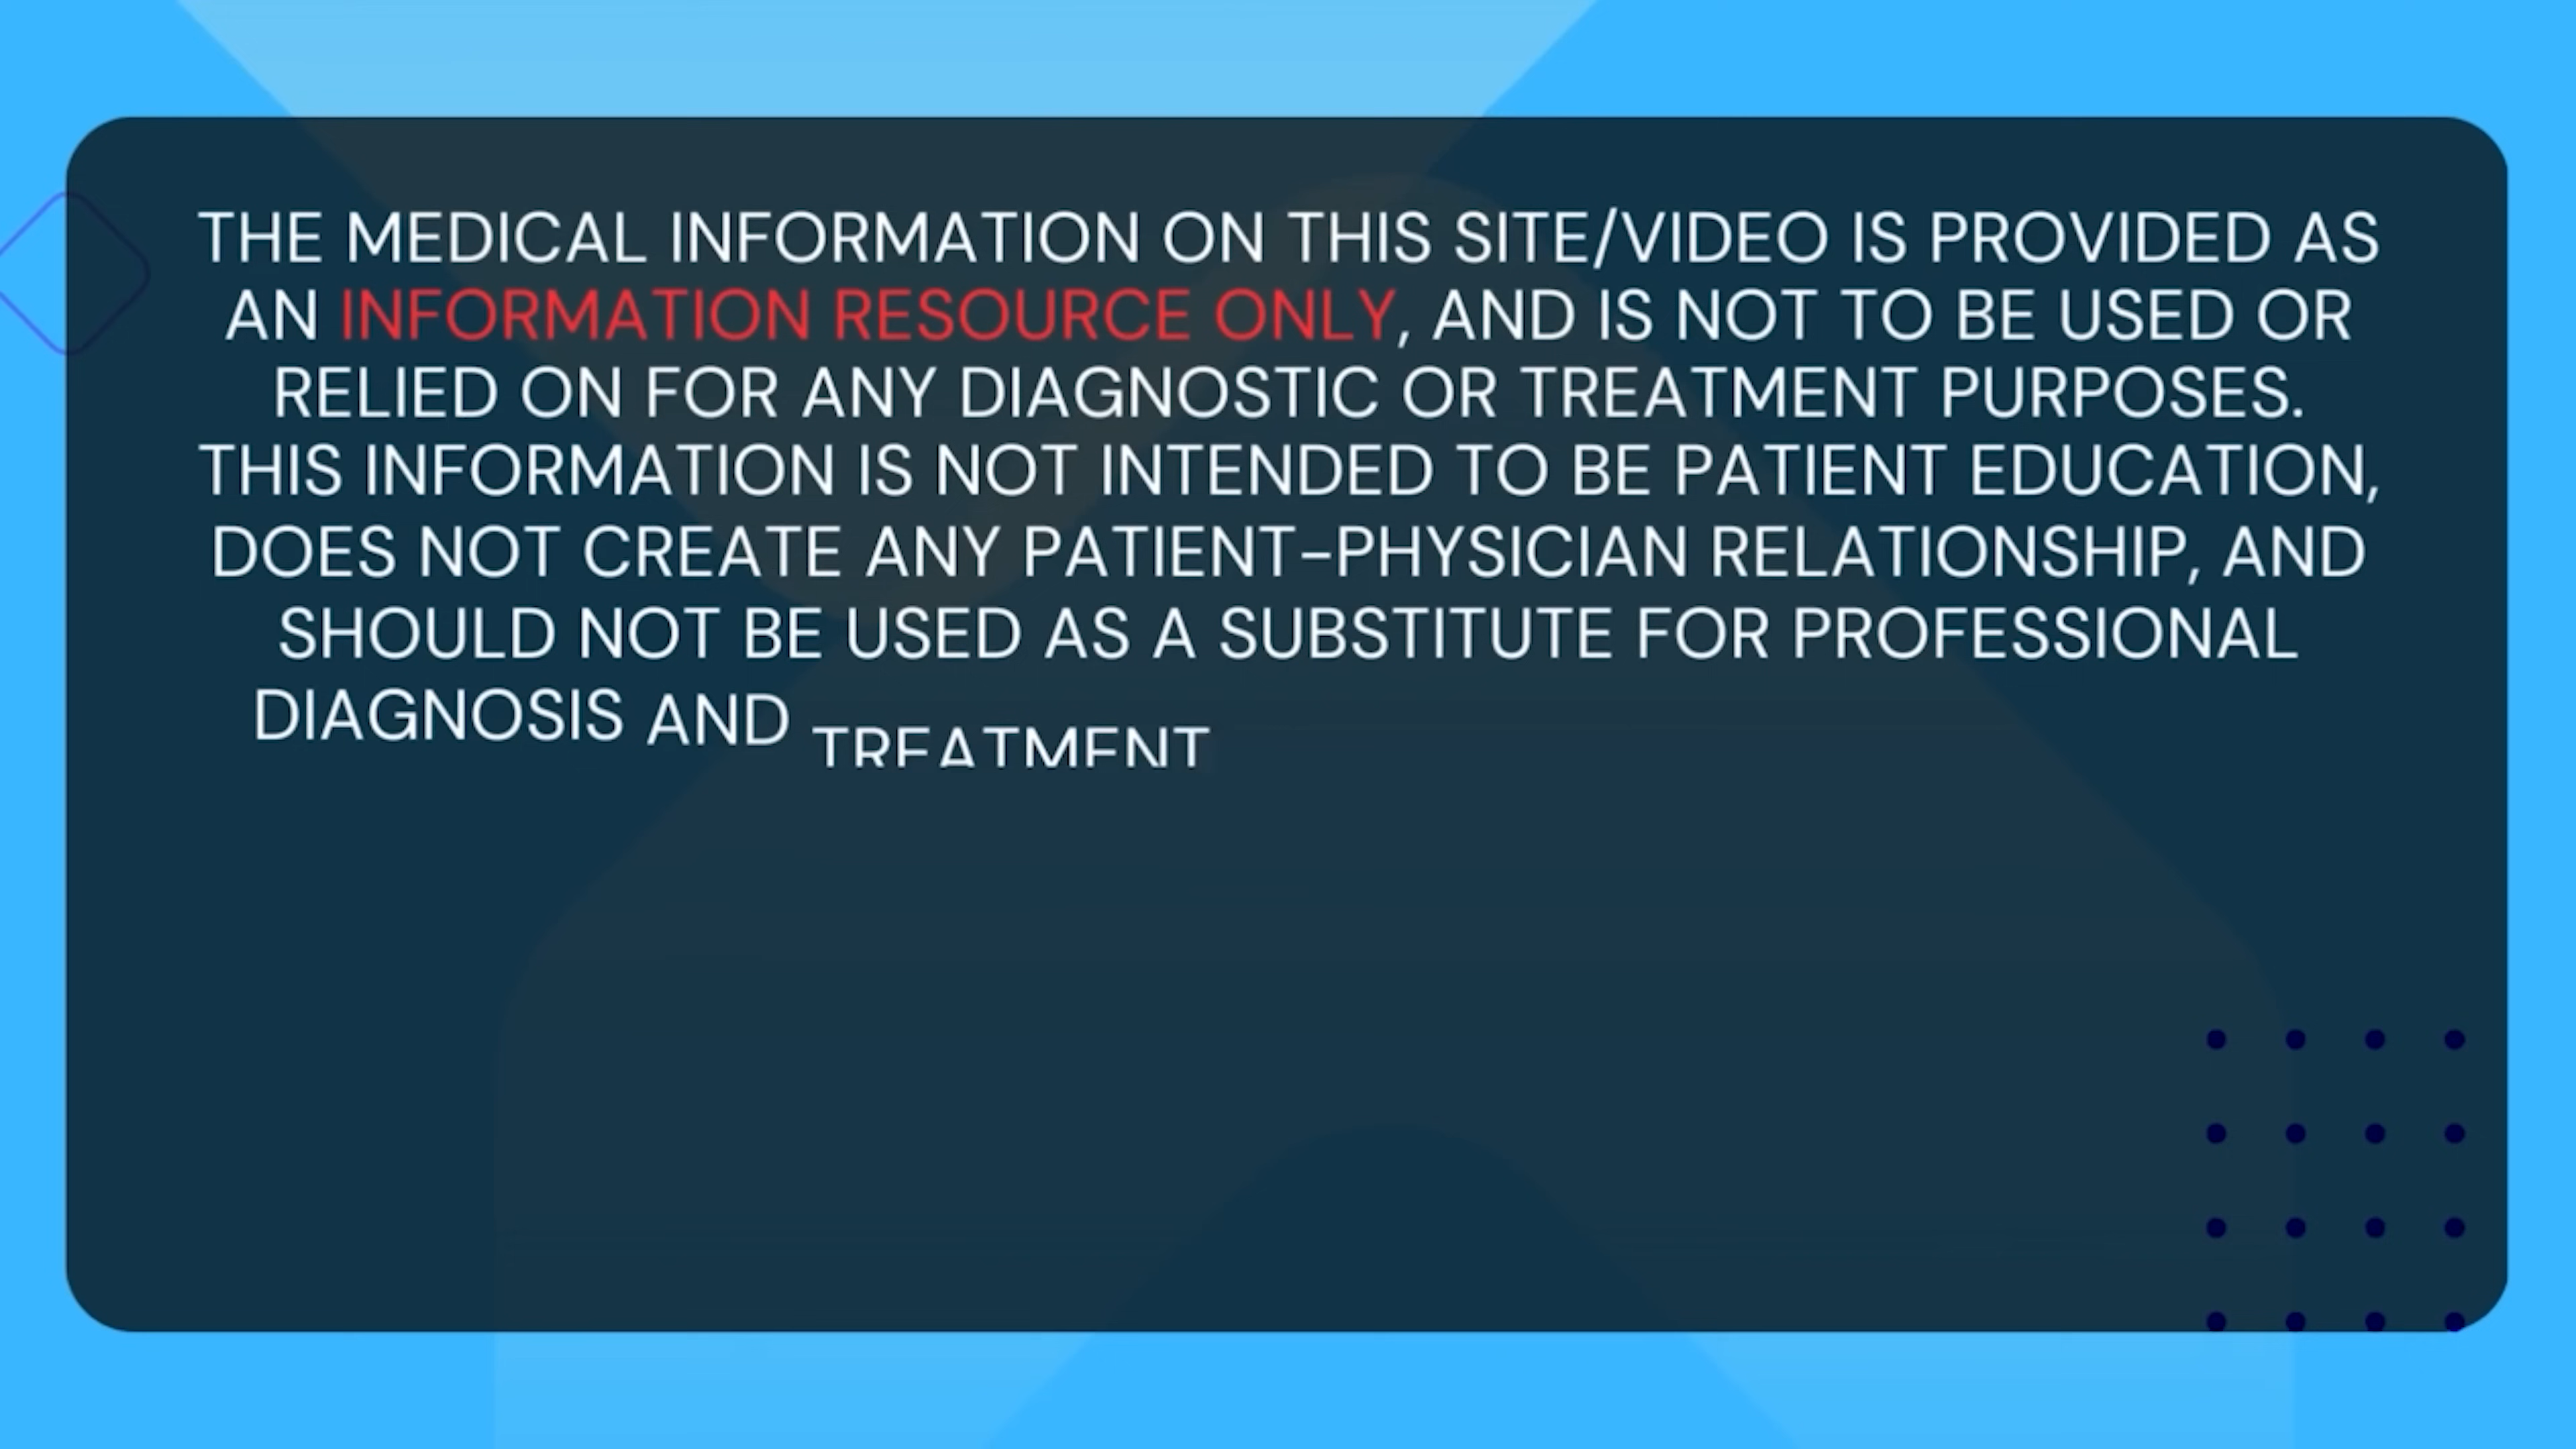 THE MEDICAL INFORMATION ON THIS SITE/VIDEO IS PROVIDED AS
AN INFORMATION RESOURCE ONLY, AND IS NOT TO BE USED OR
RELIED ON FOR ANY DIAGNOSTIC OR TREATMENT PURPOSES.
THIS INFORMATION IS NOT INTENDED TO BE PATIENT EDUCATION,
DOES NOT CREATE ANY PATIENT-PHYSICIAN RELATIONSHIP, AND
SHOULD NOT BE USED AS A SUBSTITUTE FOR PROFESSIONAL
DIAGNOSIS AND TREATMENT